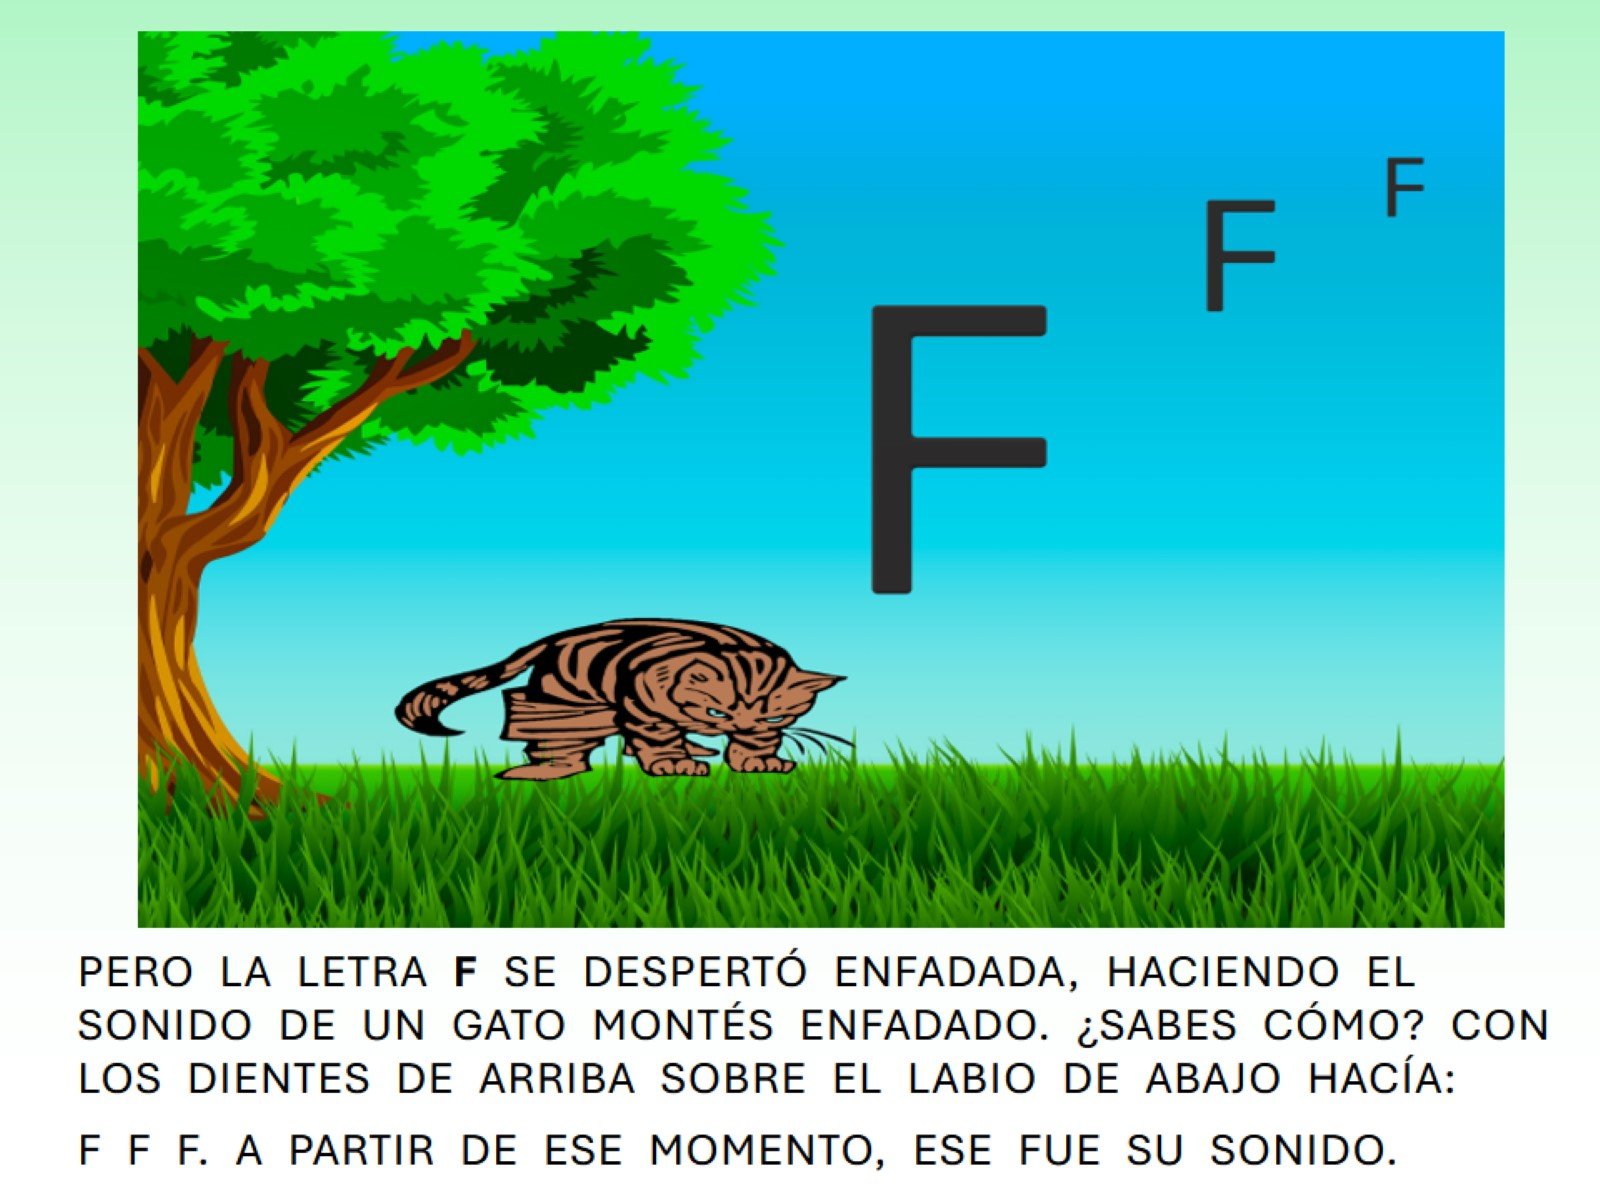 F
F
F
PERO LA LETRA F SE DESPERTÓ ENFADADA, HACIENDO EL
SONIDO DE UN GATO MONTÉS ENFADADO. ¿SABES CÓMO? CON
LOS DIENTES DE ARRIBA SOBRE EL LABIO DE ABAJO HACÍA:
F F F. A PARTIR DE ESE MOMENTO, ESE FUE SU SONIDO.